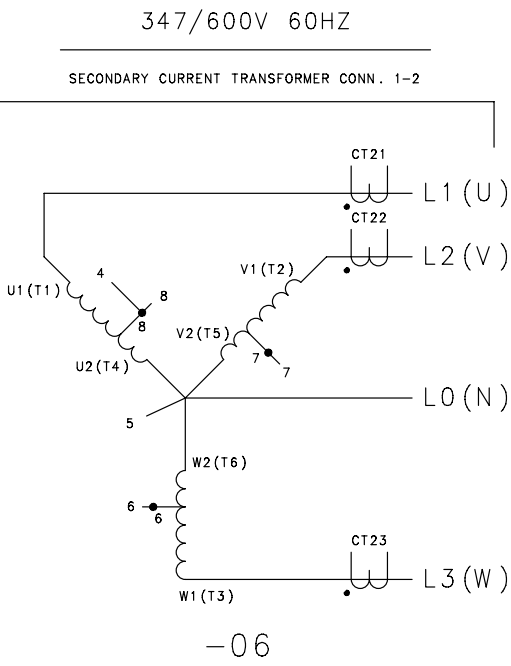 347/600V 60HZ
SECONDARY CURRENT TRANSFORMER CONN. 1-2
CT21
L1(U)
CT22
L2(V)
V1(T2)
4
8
U1(T1)
8
V2(T5)
7
7
U2(T4)
L0(N)
5
W2(T6)
6
6
CT23
L3(W)
W1(T3)
-06